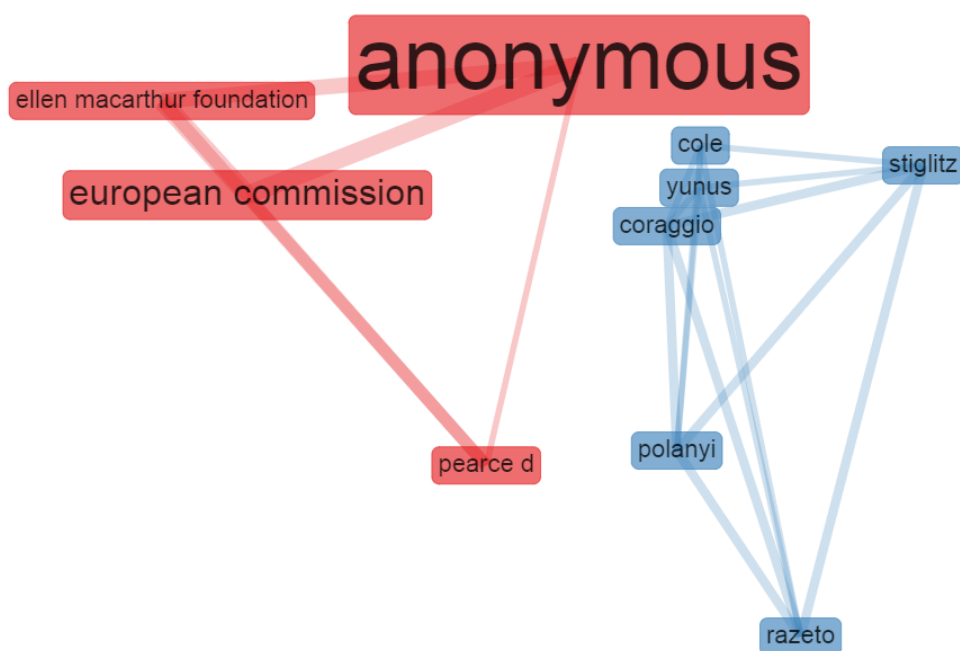 anonymous
ellen macarthur foundation
european commission
cole
yunus
coraggio
stiglitz
pearce d
polanyi
razeto